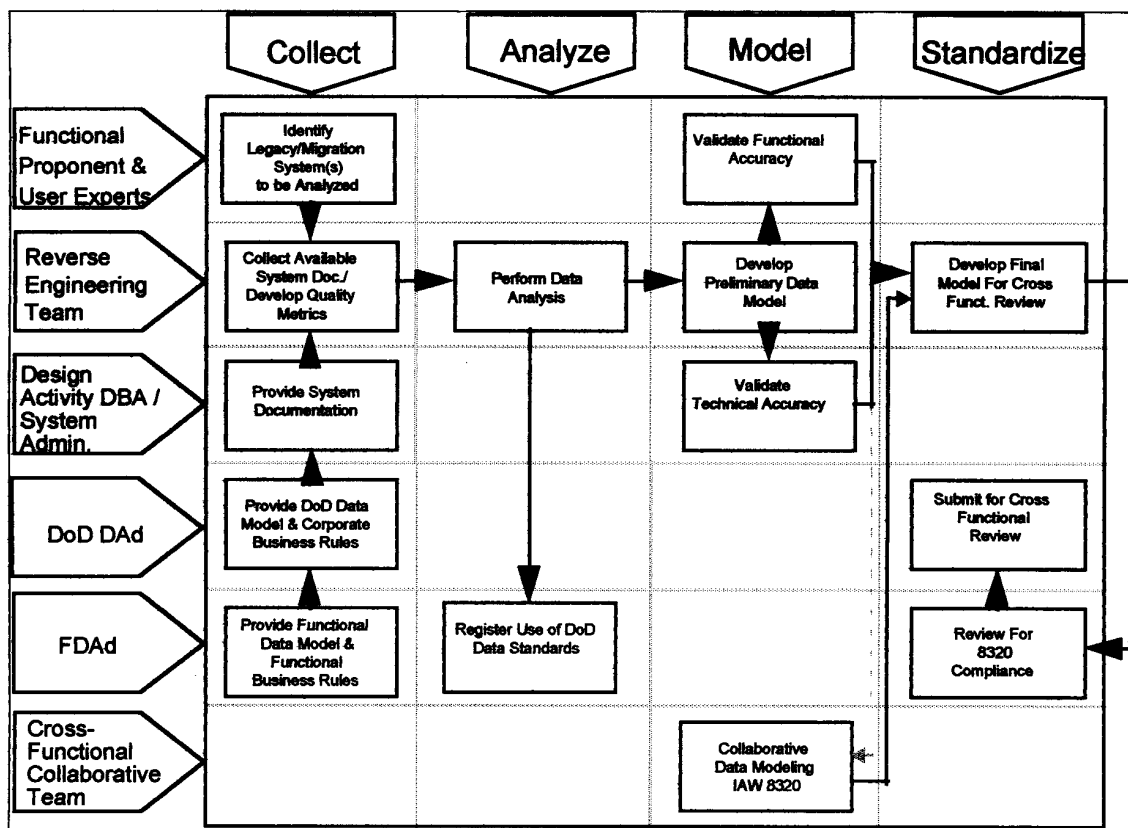 Collect
Analyze
Model
Standardize
Functional
Proponent &
User Experts
Identify
Legacy/Migration
System(s)
to be Analyzed
Validate Functional
Accuracy
Reverse
Engineering
Team
Collect Available
System Doc./
Develop Quality
Metrics
Perform Data
Analysis
Develop
Preliminary Data
Model
Develop Final
Model For Cross
Funct. Review
Design
Activity DBA /
System
Admin.
Provide System
Documentation
Validate
Technical Accuracy
DoD DAd
Provide DoD Data
Model & Corporate
Business Rules
Submit for Cross
Functional
Review
FDAd
Provide Functional
Data Model &
Functional
Business Rules
Register Use of DoD
Data Standards
Review For
8320
Compliance
Cross-
Functional
Collaborative
Team
Collaborative
Data Modeling
IAW 8320